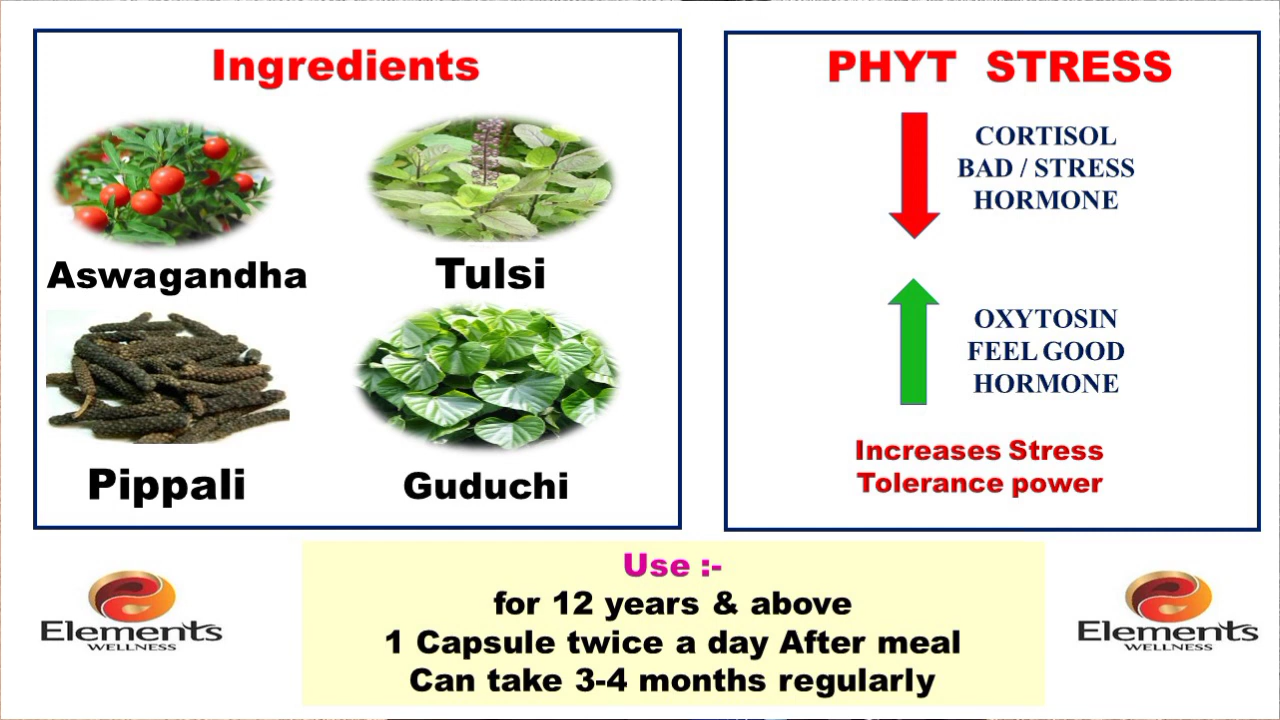 Ingredients
Aswagandha
Tulsi
Pippali
Guduchi
PHYT STRESS
CORTISOL
BAD / STRESS
HORMONE
OXYTOSIN
FEEL GOOD
HORMONE
Increases Stress
Tolerance power
Use :-
for 12 years & above
1 Capsule twice a day After meal
Can take 3-4 months regularly
Elements
WELLNESS
Elements
WELLNESS